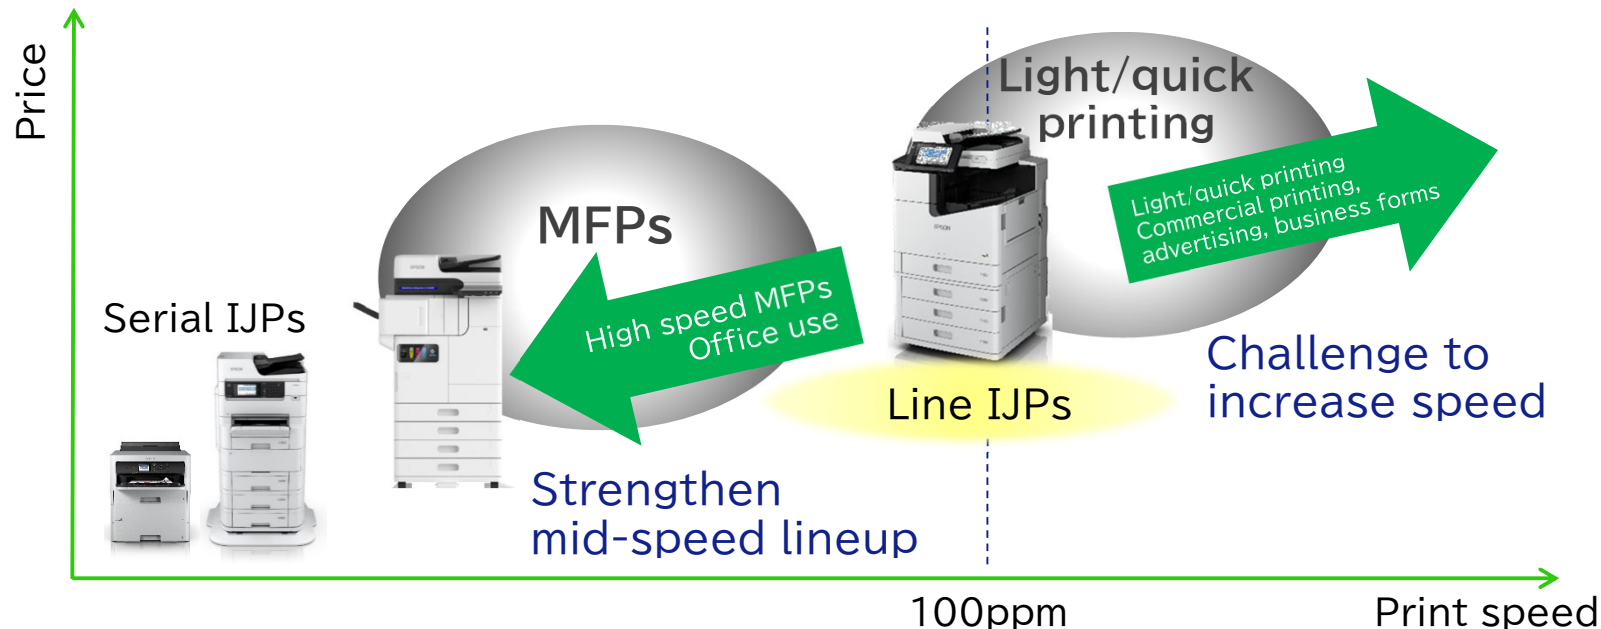 Price
Light/quick
printing
Light/quick printing
Commercial printing,
advertising, business forms
MFPs
High speed MFPs
Office use
Serial IJPs
EPSON
Line IJPs
Challenge to
increase speed
Strengthen
mid-speed lineup
100ppm
Print speed